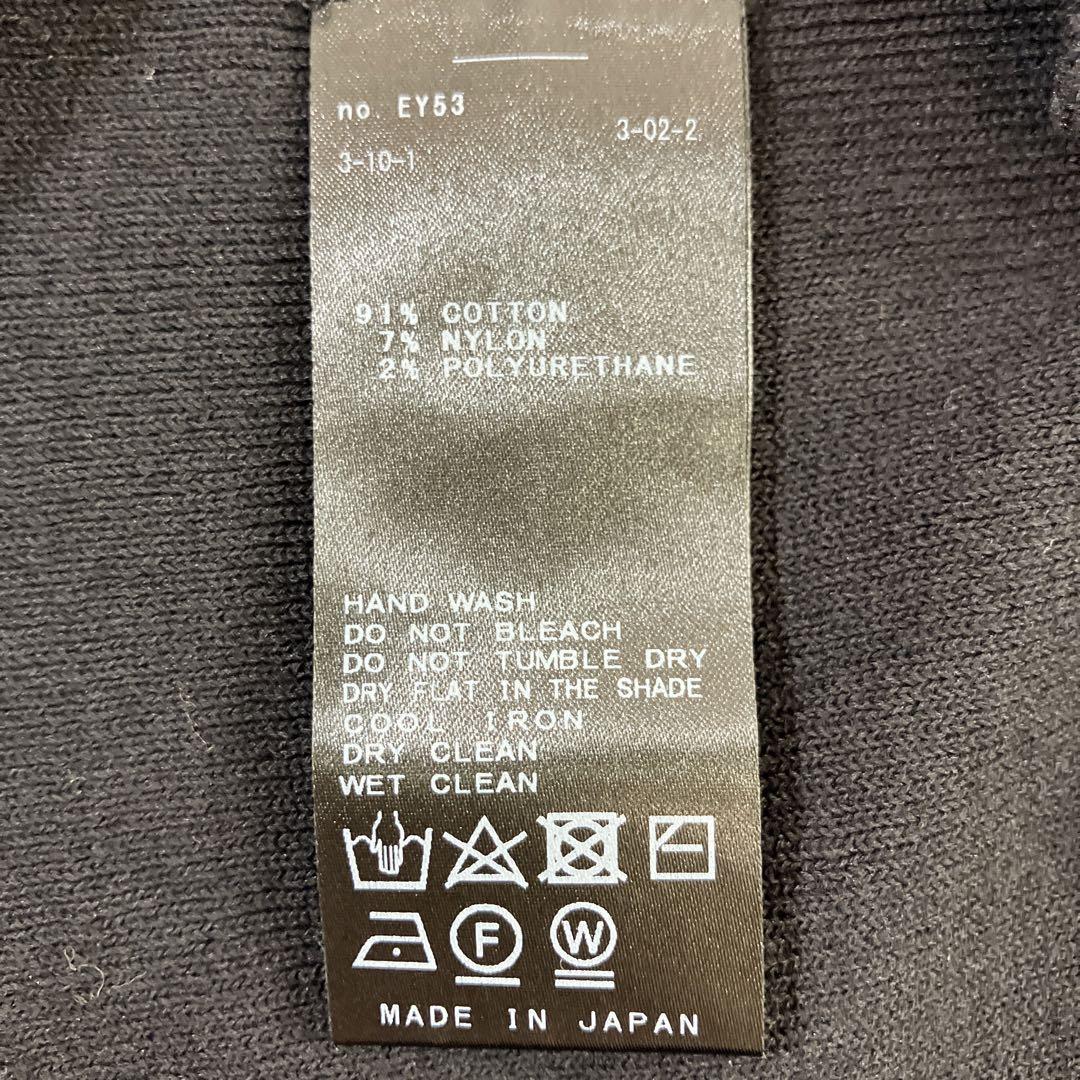 no. EY53
3-02-2
3-10-1
91% COTTON
7% NYLON
2% POLYURETHANE
HAND WASH
DO NOT BLEACH
DO NOT TUMBLE DRY
DRY FLAT IN THE SHADE
COOL IRON
DRY CLEAN
WET CLEAN
F W
MADE IN JAPAN